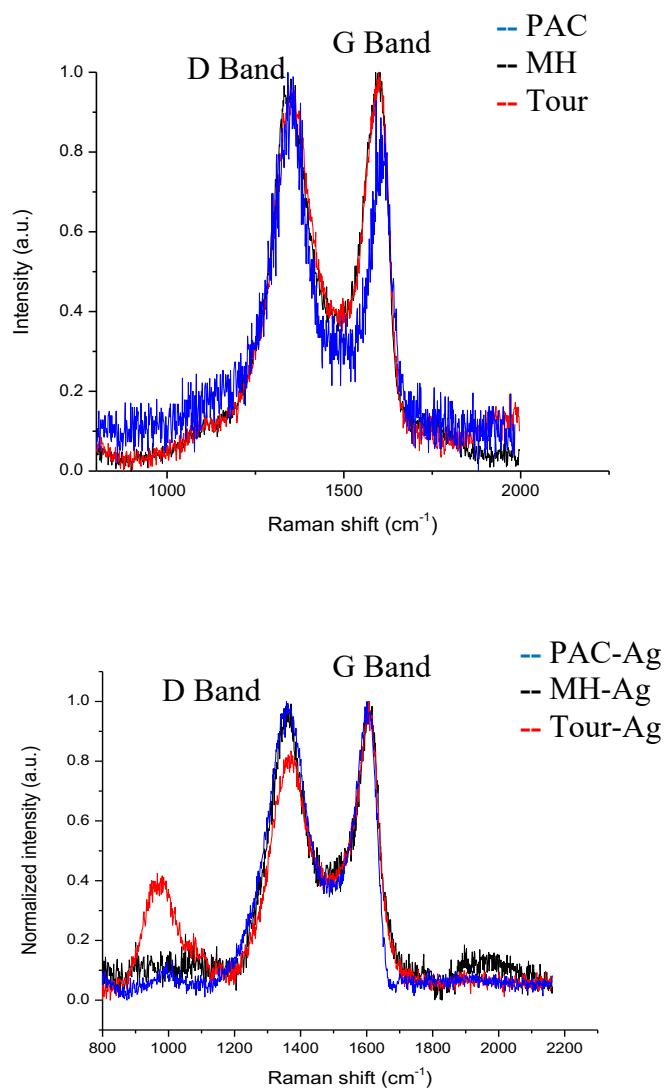 PAC
G Band
D Band
MH
Tour
1.0
0.8
0.6
0.4
0.2
0.0
Intensity (a.u.)
1000 1500 2000
Raman shift (cm⁻¹)
PAC-Ag
G Band
D Band
MH-Ag
Tour-Ag
1.0
0.8
0.6
0.4
0.2
0.0
Normalized intensity (a.u.)
800 1000 1200 1400 1600 1800 2000 2200
Raman shift (cm⁻¹)